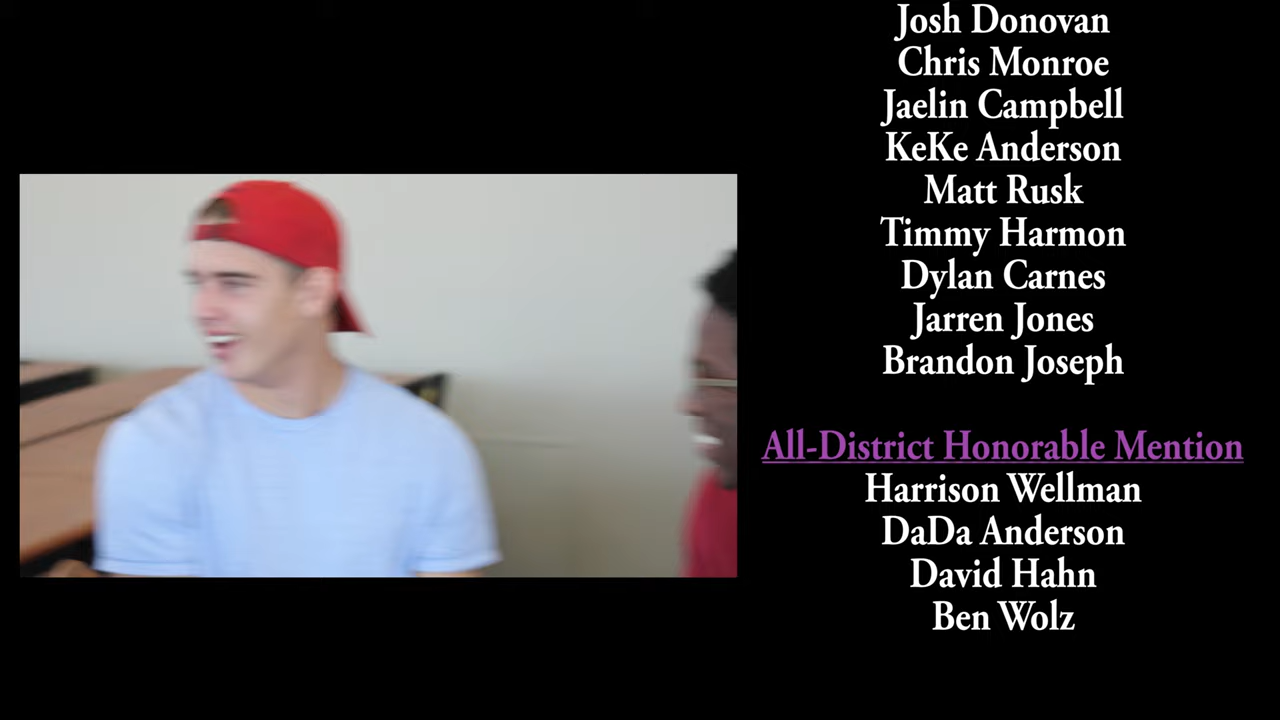 Josh Donovan
Chris Monroe
Jaelin Campbell
KeKe Anderson
Matt Rusk
Timmy Harmon
Dylan Carnes
Jarren Jones
Brandon Joseph
All-District Honorable Mention
Harrison Wellman
DaDa Anderson
David Hahn
Ben Wolz